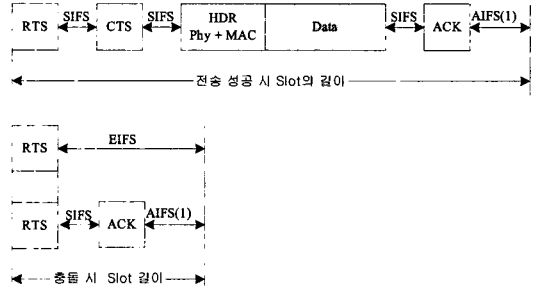 RTS SIFS CTS SIFS HDR Phy + MAC Data SIFS ACK AIFS(1)
전송 성공 시 Slot의 길이
RTS EIFS
RTS SIFS ACK AIFS(1)
충돌 시 Slot 길이